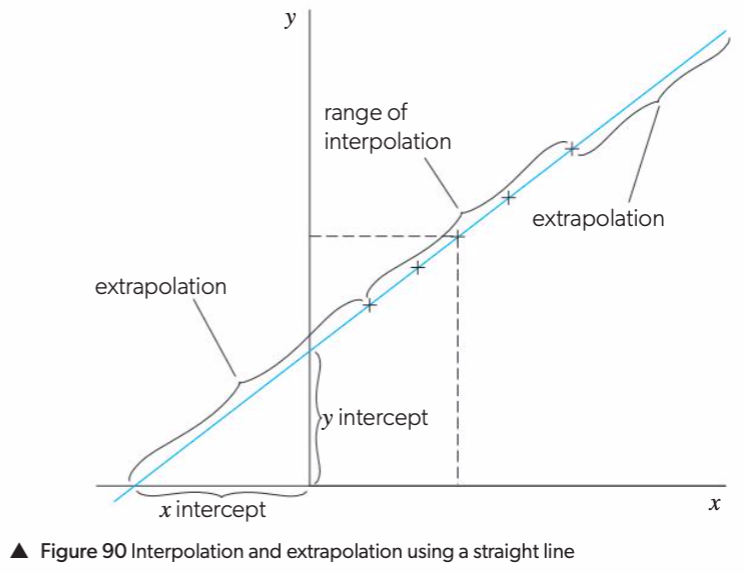 y
range of
interpolation
extrapolation
extrapolation
y intercept
x intercept
x
▲ Figure 90 Interpolation and extrapolation using a straight line